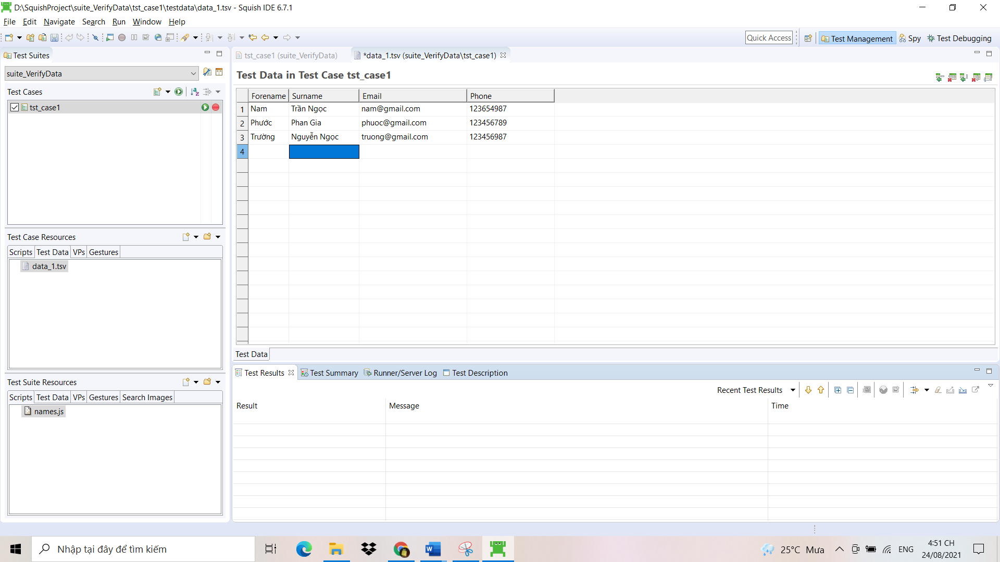 D:\SquishProject\suite_VerifyData\tst_case1\testdata\data_1.tsv - Squish IDE 6.7.1
File Edit Navigate Search Run Window Help
Quick Access Test Management Spy Test Debugging
Test Suites
suite_VerifyData
Test Cases
tst_case1
Test Case Resources
Scripts Test Data VPs Gestures
data_1.tsv
Test Suite Resources
Scripts Test Data VPs Gestures Search Images
names.js
tst_case1 (suite_VerifyData) *data_1.tsv (suite_VerifyData\tst_case1)
Test Data in Test Case tst_case1
Forename Surname Email Phone
1 Nam Trần Ngọc nam@gmail.com 123654987
2 Phước Phan Gia phuoc@gmail.com 123456789
3 Trường Nguyễn Ngọc truong@gmail.com 123456987
4
Test Data
Test Results Test Summary Runner/Server Log Test Description
Recent Test Results
Result Message Time
Nhập tại đây để tìm kiếm
25°C Mưa ENG
4:51 CH
24/08/2021